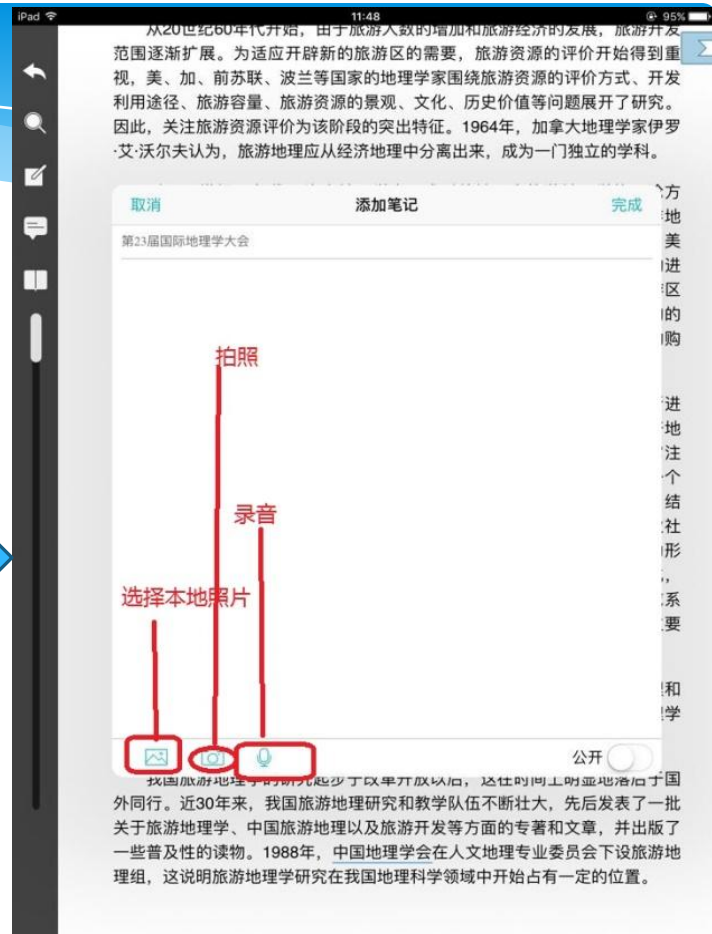 iPad 11:48 95%
从20世纪60年代开始，由于旅游人数的增加和旅游经济的发展，旅游开发
范围逐渐扩展。为适应开辟新的旅游区的需要，旅游资源的评价开始得到重
视，美、加、前苏联、波兰等国家的地理学家围绕旅游资源的评价方式、开发
利用途径、旅游容量、旅游资源的景观、文化、历史价值等问题展开了研究。
因此，关注旅游资源评价为该阶段的突出特征。1964年，加拿大地理学家伊罗
·艾·沃尔夫认为，旅游地理应从经济地理中分离出来，成为一门独立的学科。
方
取消 添加笔记 完成
地
第23届国际地理学大会
美
进
区
的
购
拍照
进
地
注
个
录音
结
社
形
选择本地照片
系
要
和
学
公开
我国旅游地理学的研究起步于改革开放以后，这在时间上明显地落后于国
外同行。近30年来，我国旅游地理研究和教学队伍不断壮大，先后发表了一批
关于旅游地理学、中国旅游地理以及旅游开发等方面的专著和文章，并出版了
一些普及性的读物。1988年，中国地理学会在人文地理专业委员会下设旅游地
理组，这说明旅游地理学研究在我国地理科学领域中开始占有一定的位置。